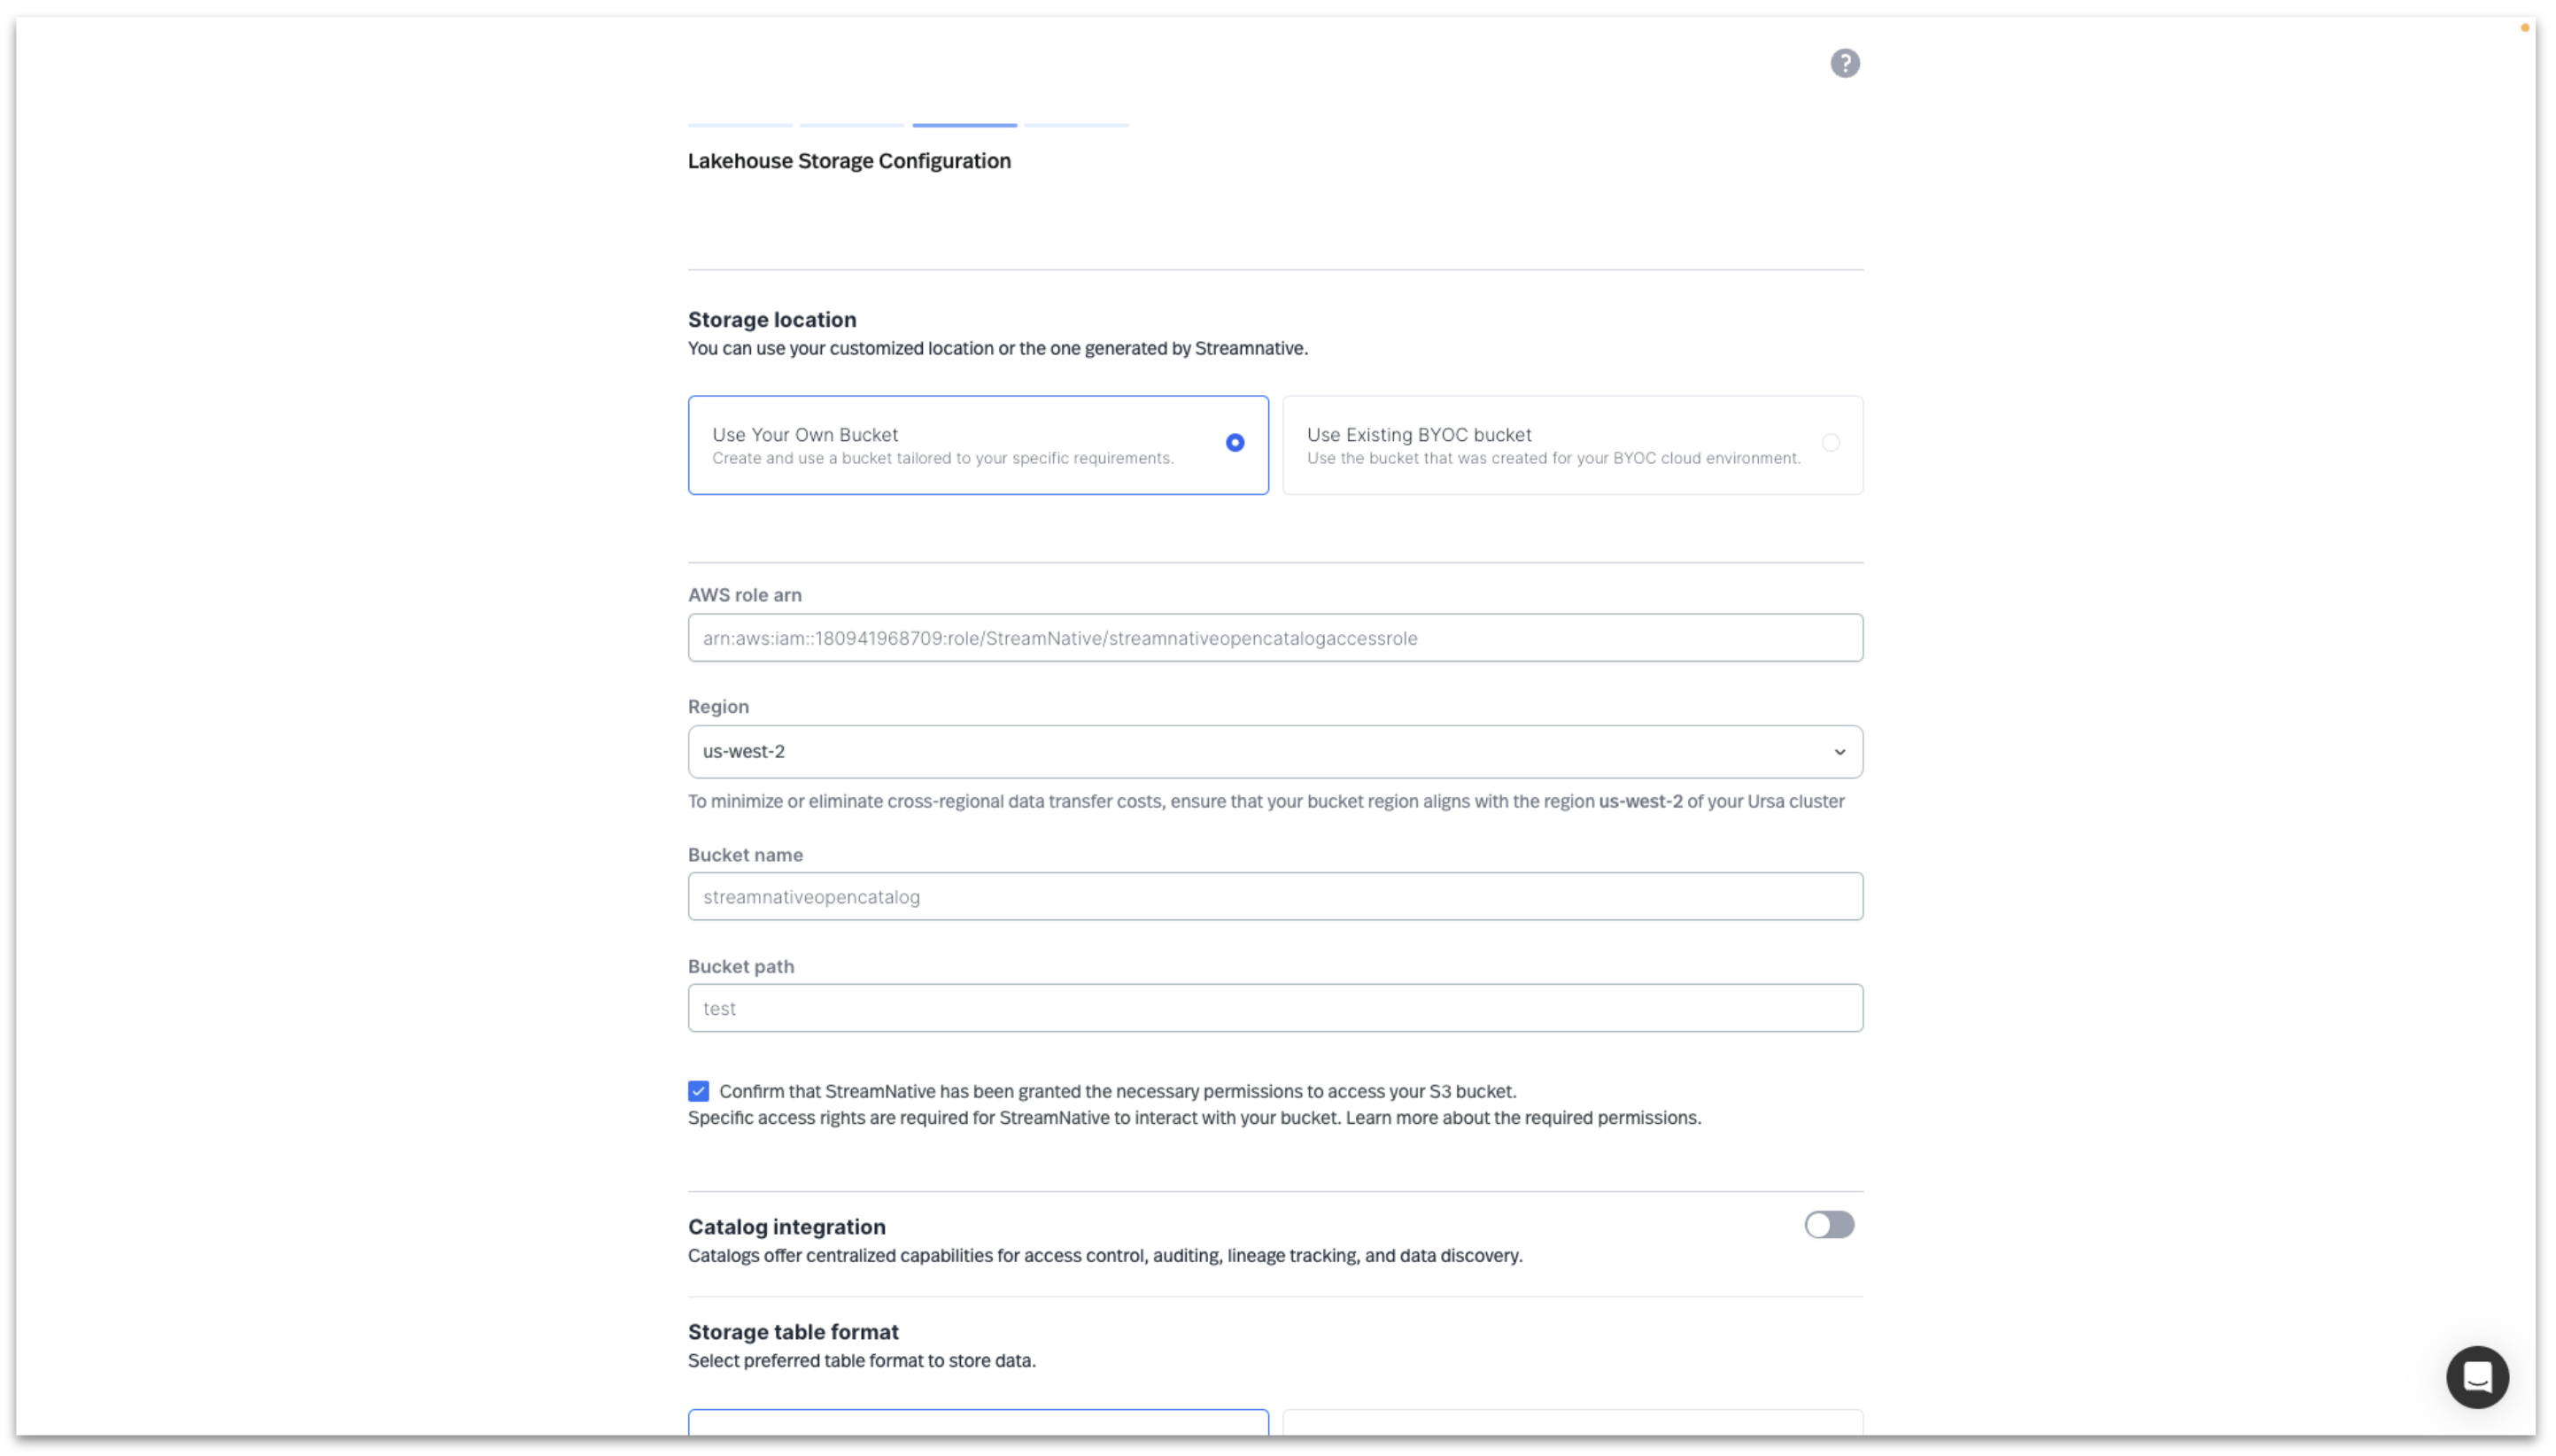 ?
Lakehouse Storage Configuration
Storage location
You can use your customized location or the one generated by Streamnative.
Use Your Own Bucket
Create and use a bucket tailored to your specific requirements.
Use Existing BYOC bucket
Use the bucket that was created for your BYOC cloud environment.
AWS role arn
arn:aws:iam::180941968709:role/StreamNative/streamnativeopencatalogaccessrole
Region
us-west-2
To minimize or eliminate cross-regional data transfer costs, ensure that your bucket region aligns with the region us-west-2 of your Ursa cluster
Bucket name
streamnativeopencatalog
Bucket path
test
Confirm that StreamNative has been granted the necessary permissions to access your S3 bucket.
Specific access rights are required for StreamNative to interact with your bucket. Learn more about the required permissions.
Catalog integration
Catalogs offer centralized capabilities for access control, auditing, lineage tracking, and data discovery.
Storage table format
Select preferred table format to store data.